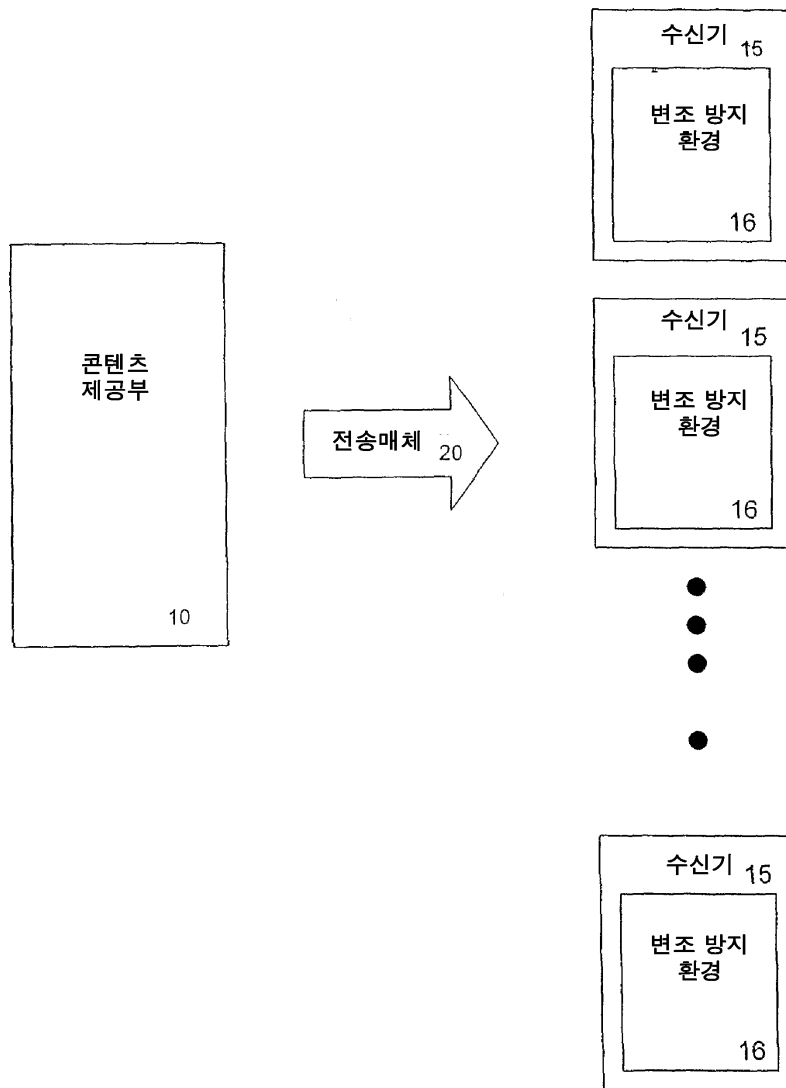 수신기 15
변조 방지
환경
16
콘텐츠
제공부
10
전송매체 20
수신기 15
변조 방지
환경
16
수신기 15
변조 방지
환경
16